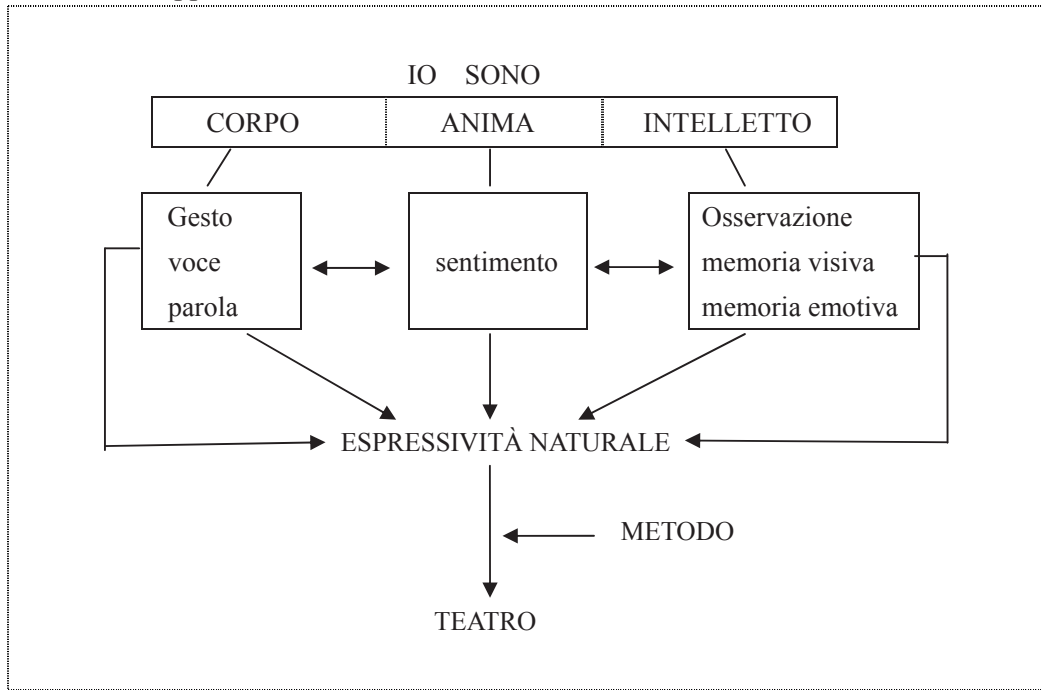 IO SONO
CORPO ANIMA INTELLETTO
Gesto
voce
parola
sentimento
Osservazione
memoria visiva
memoria emotiva
ESPRESSIVITÀ NATURALE
METODO
TEATRO